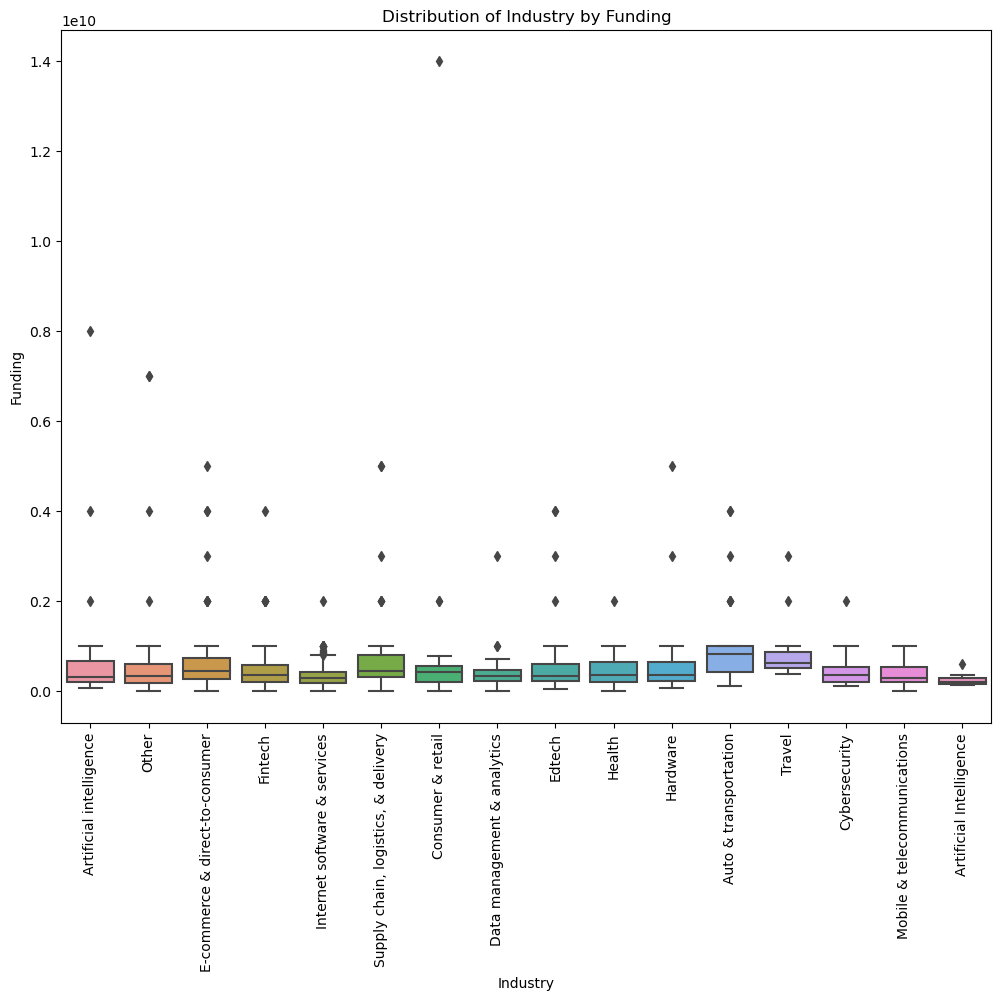 Distribution of Industry by Funding
1e10
1.4
1.2
1.0
0.8
0.6
0.4
0.2
0.0
Funding
Artificial intelligence
Other
E-commerce & direct-to-consumer
Fintech
Internet software & services
Supply chain, logistics, & delivery
Consumer & retail
Data management & analytics
Edtech
Health
Hardware
Auto & transportation
Travel
Cybersecurity
Mobile & telecommunications
Artificial Intelligence
Industry